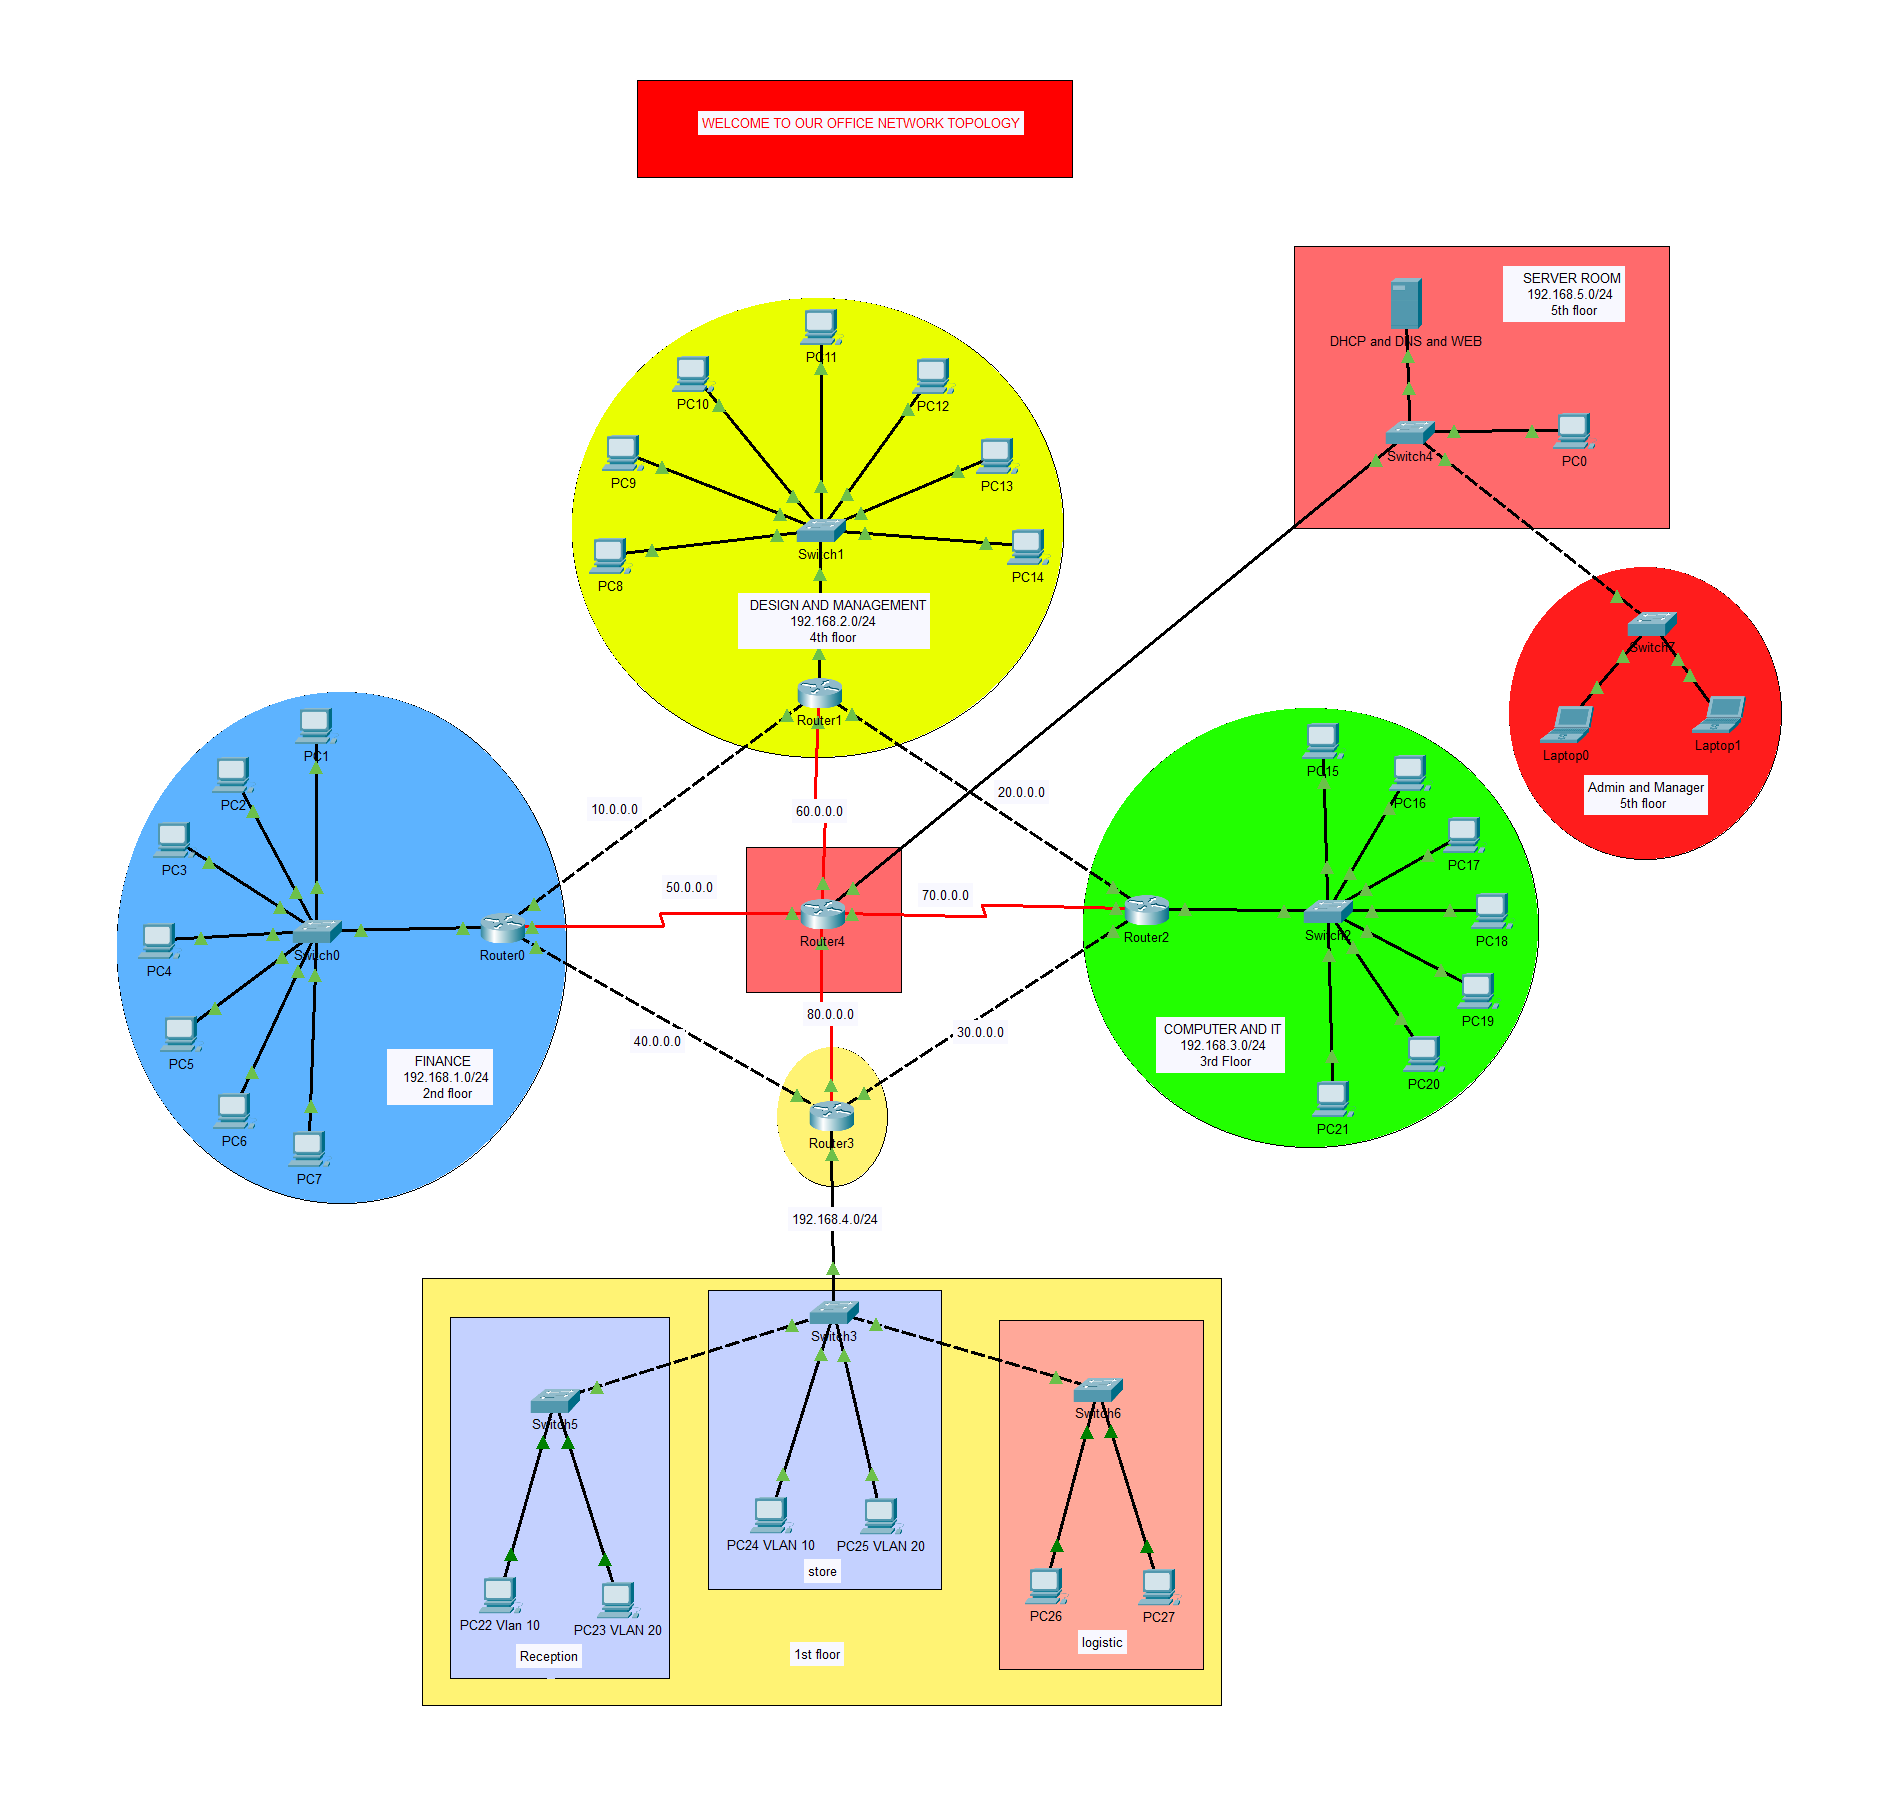 WELCOME TO OUR OFFICE NETWORK TOPOLOGY
SERVER ROOM
192.168.5.0/24
5th floor
DHCP and DNS and WEB
Switch4
PC0
PC11
PC10
PC12
PC9
PC13
Switch1
PC8
PC14
DESIGN AND MANAGEMENT
192.168.2.0/24
4th floor
Router1
Switch7
Laptop0
Laptop1
Admin and Manager
5th floor
10.0.0.0
60.0.0.0
20.0.0.0
50.0.0.0
70.0.0.0
Router4
80.0.0.0
40.0.0.0
30.0.0.0
PC1
PC2
PC3
PC4
Switch0
Router0
PC5
PC6
PC7
FINANCE
192.168.1.0/24
2nd floor
PC15
PC16
PC17
Router2
Switch2
PC18
PC19
PC20
PC21
COMPUTER AND IT
192.168.3.0/24
3rd Floor
Router3
192.168.4.0/24
Switch3
Switch5
Switch6
PC24 VLAN 10
PC25 VLAN 20
store
PC22 Vlan 10
PC23 VLAN 20
Reception
1st floor
PC26
PC27
logistic